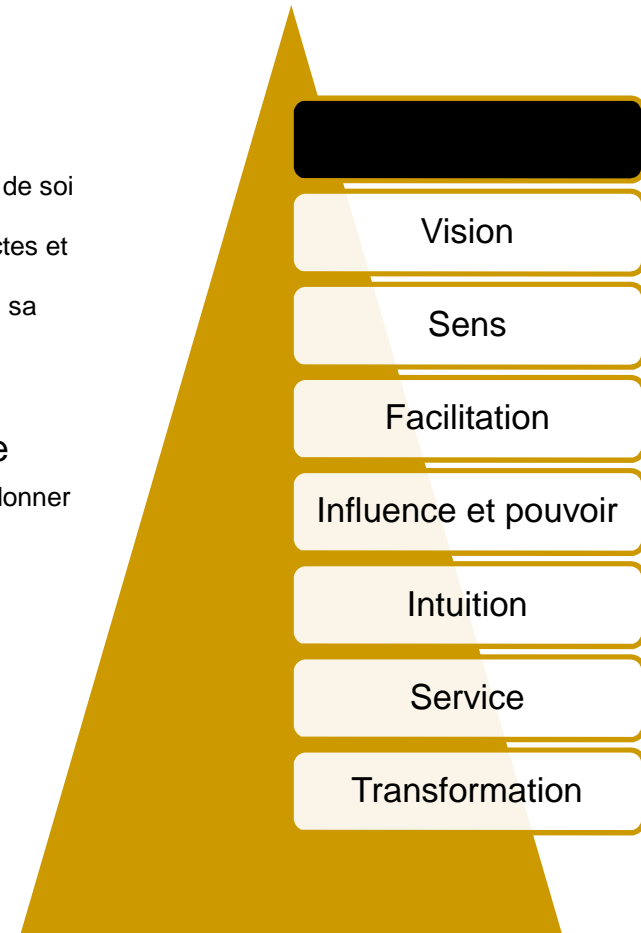 de soi
ctes et
sa
e
donner
Vision
Sens
Facilitation
Influence et pouvoir
Intuition
Service
Transformation